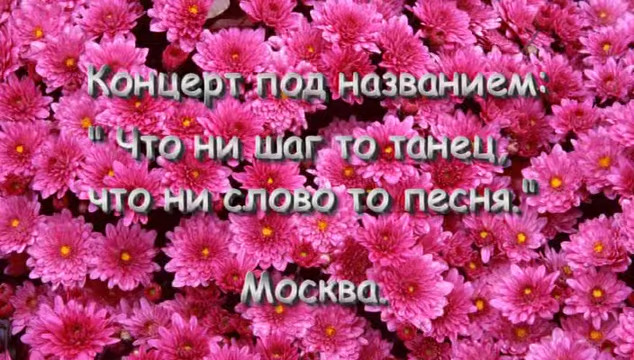 Концерт под названием:
" Что ни шаг то танец,
что ни слово то песня."
Москва.